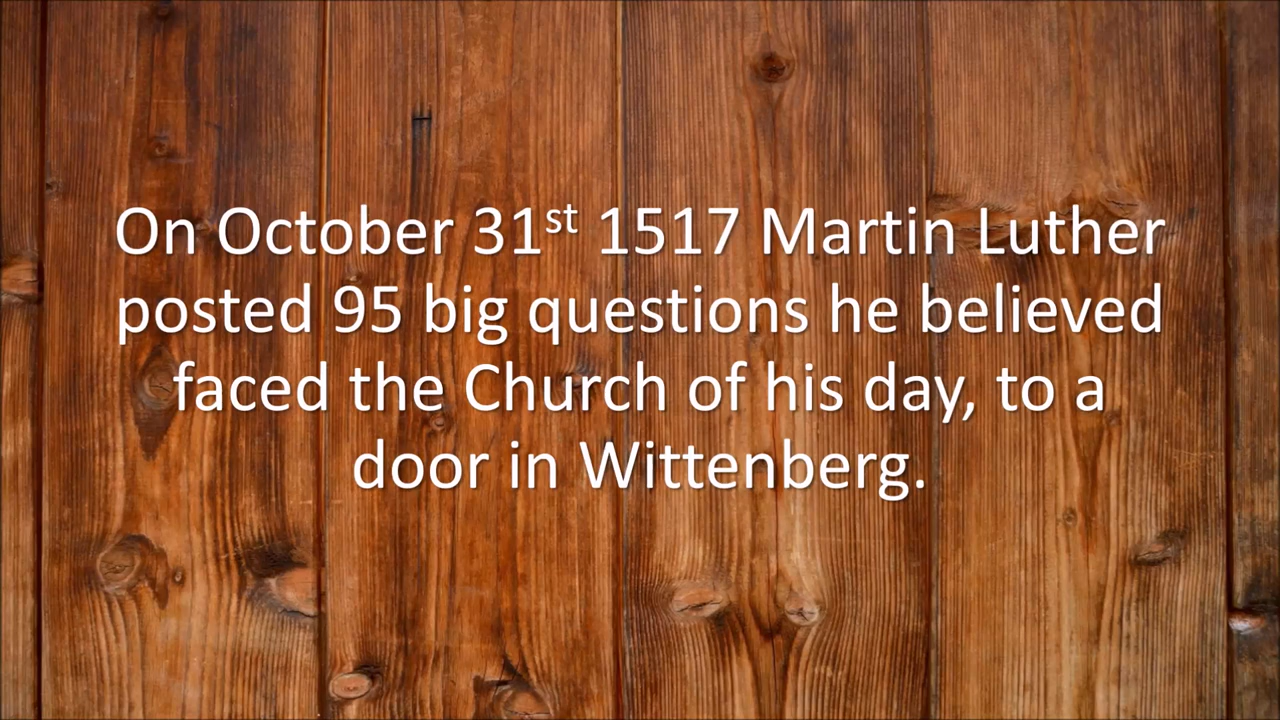 On October 31st 1517 Martin Luther
posted 95 big questions he believed
faced the Church of his day, to a
door in Wittenberg.